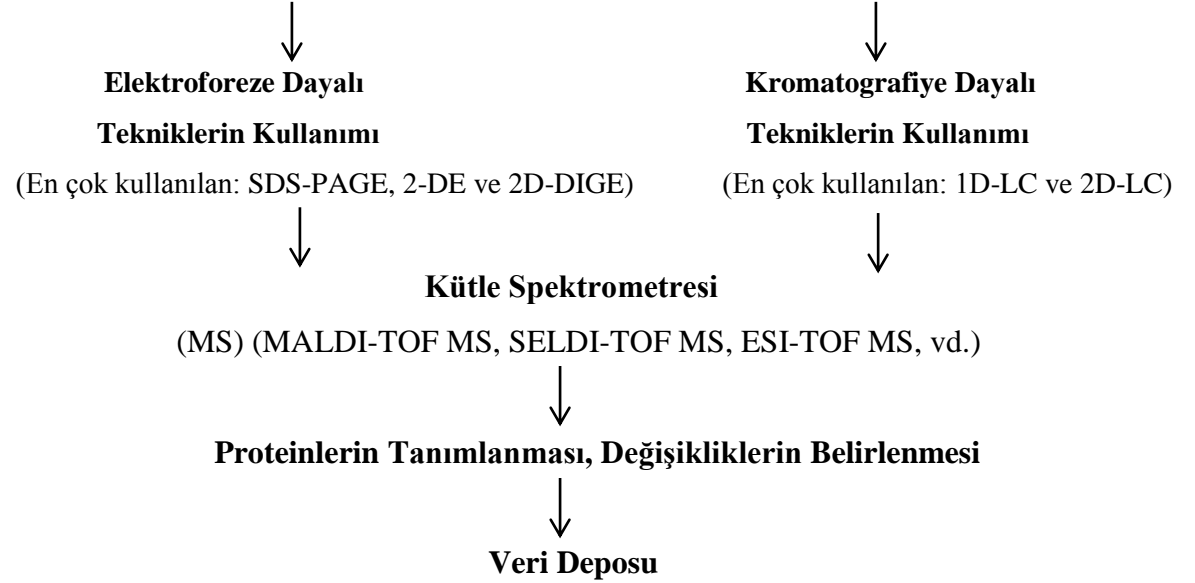 Elektroforeze Dayalı
Tekniklerin Kullanımı
(En çok kullanılan: SDS-PAGE, 2-DE ve 2D-DIGE)
Kromatografiye Dayalı
Tekniklerin Kullanımı
(En çok kullanılan: 1D-LC ve 2D-LC)
Kütle Spektrometresi
(MS) (MALDI-TOF MS, SELDI-TOF MS, ESI-TOF MS, vd.)
Proteinlerin Tanımlanması, Değişikliklerin Belirlenmesi
Veri Deposu